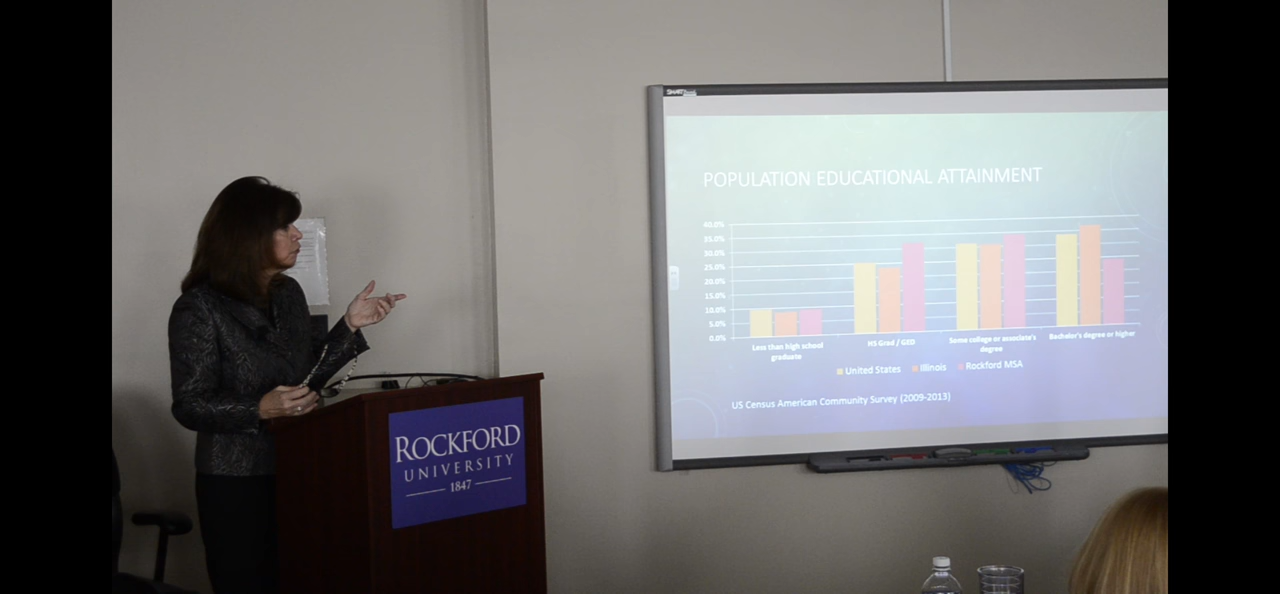 SMART
POPULATION EDUCATIONAL ATTAINMENT
40.0%
35.0%
30.0%
25.0%
20.0%
15.0%
10.0%
5.0%
0.0%
Less than high school
graduate
HS Grad / GED
Some college or associate's
degree
Bachelor's degree or higher
United States
Illinois
Rockford MSA
US Census American Community Survey (2009-2013)
ROCKFORD
UNIVERSITY
1847